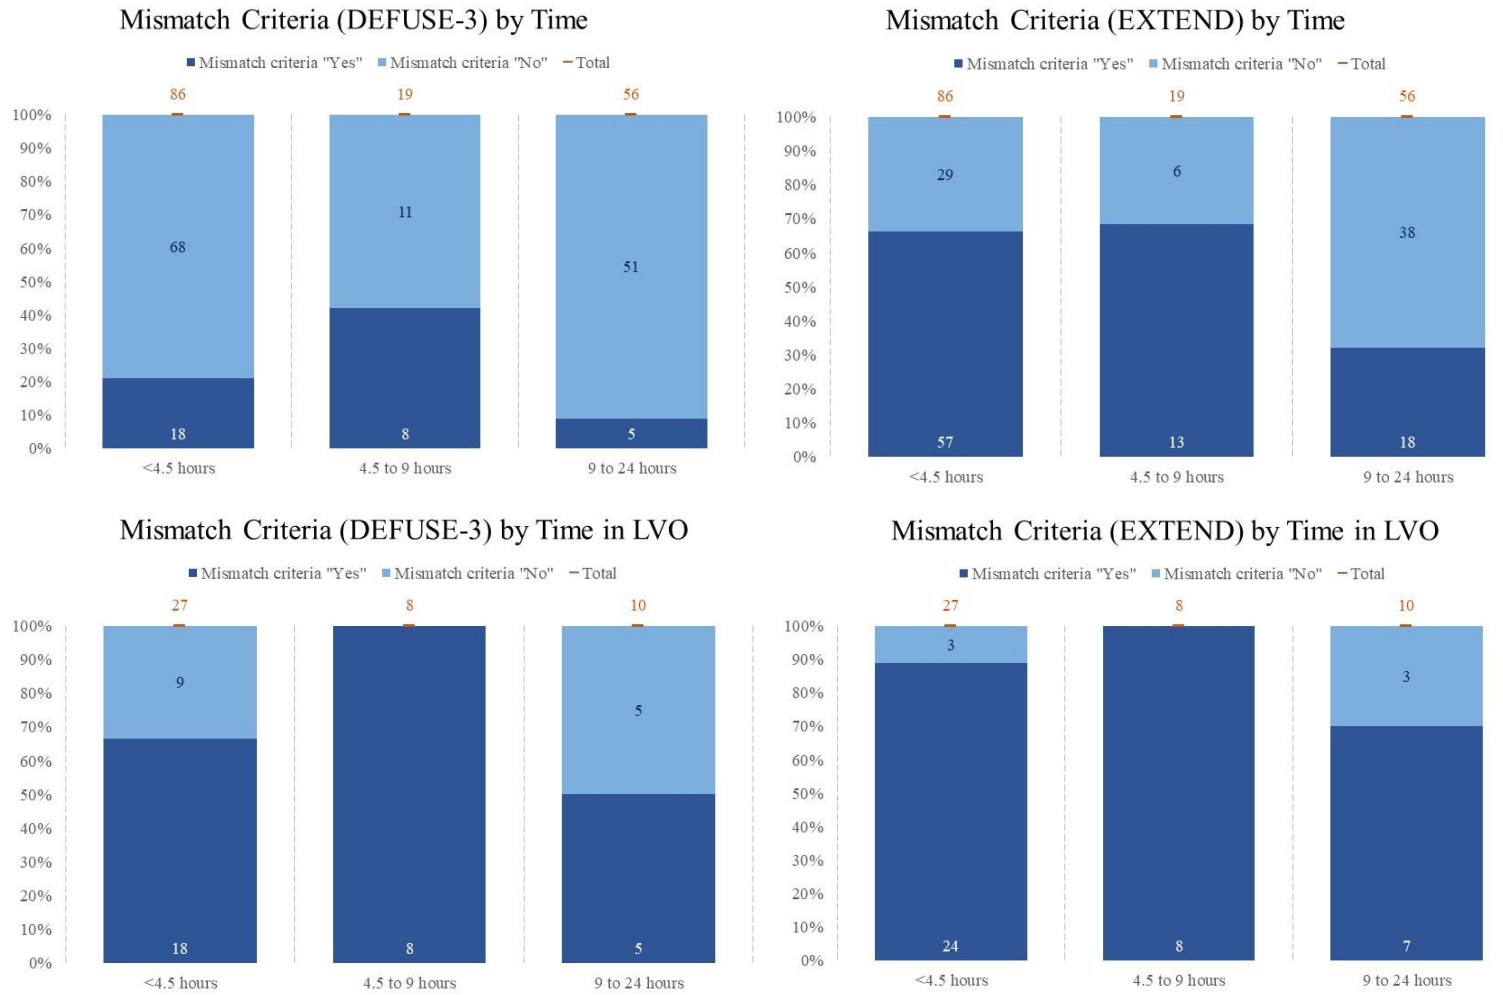 Mismatch Criteria (DEFUSE-3) by Time
Mismatch criteria "Yes" Mismatch criteria "No" Total
86 19 56
100%
90%
80%
70%
60%
50%
40%
30%
20%
10%
0%
68 11 51
18 8 5
<4.5 hours 4.5 to 9 hours 9 to 24 hours
Mismatch Criteria (EXTEND) by Time
Mismatch criteria "Yes" Mismatch criteria "No" Total
86 19 56
100%
90%
80%
70%
60%
50%
40%
30%
20%
10%
0%
29 6 38
57 13 18
<4.5 hours 4.5 to 9 hours 9 to 24 hours
Mismatch Criteria (DEFUSE-3) by Time in LVO
Mismatch criteria "Yes" Mismatch criteria "No" Total
27 8 10
100%
90%
80%
70%
60%
50%
40%
30%
20%
10%
0%
9 5
18 8 5
<4.5 hours 4.5 to 9 hours 9 to 24 hours
Mismatch Criteria (EXTEND) by Time in LVO
Mismatch criteria "Yes" Mismatch criteria "No" Total
27 8 10
100%
90%
80%
70%
60%
50%
40%
30%
20%
10%
0%
3 3
24 8 7
<4.5 hours 4.5 to 9 hours 9 to 24 hours